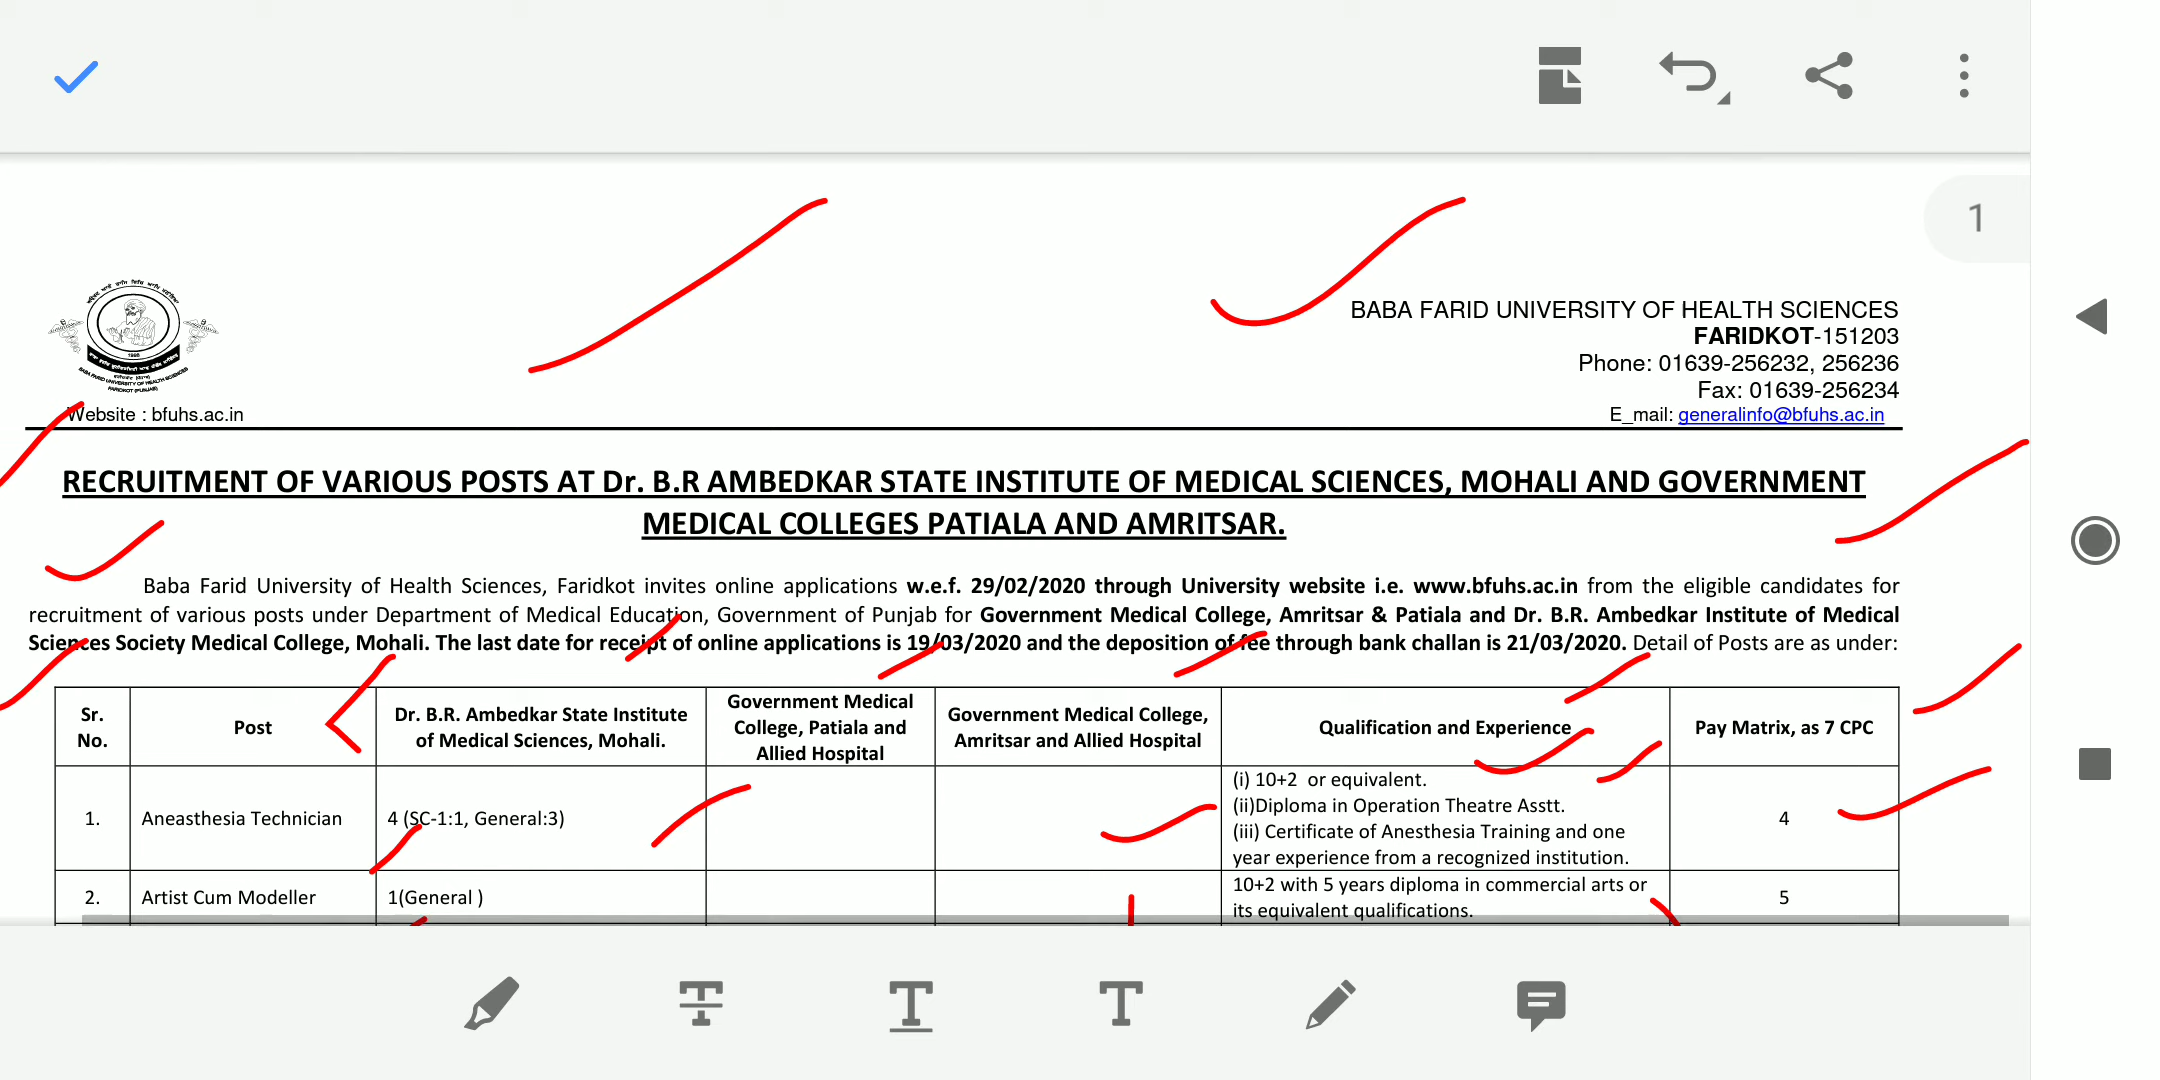 1
1998
BABA FARID UNIVERSITY OF HEALTH SCIENCES
FARIDKOT (PUNJAB)
BABA FARID UNIVERSITY OF HEALTH SCIENCES
FARIDKOT-151203
Phone: 01639-256232, 256236
Fax: 01639-256234
Website : bfuhs.ac.in
E_mail: generalinfo@bfuhs.ac.in
RECRUITMENT OF VARIOUS POSTS AT Dr. B.R AMBEDKAR STATE INSTITUTE OF MEDICAL SCIENCES, MOHALI AND GOVERNMENT
MEDICAL COLLEGES PATIALA AND AMRITSAR.
Baba Farid University of Health Sciences, Faridkot invites online applications w.e.f. 29/02/2020 through University website i.e. www.bfuhs.ac.in from the eligible candidates for
recruitment of various posts under Department of Medical Education, Government of Punjab for Government Medical College, Amritsar & Patiala and Dr. B.R. Ambedkar Institute of Medical
Sciences Society Medical College, Mohali. The last date for receipt of online applications is 19/03/2020 and the deposition of fee through bank challan is 21/03/2020. Detail of Posts are as under:
Sr. No.
Post
Dr. B.R. Ambedkar State Institute
of Medical Sciences, Mohali.
Government Medical
College, Patiala and
Allied Hospital
Government Medical College,
Amritsar and Allied Hospital
Qualification and Experience
Pay Matrix, as 7 CPC
1.
Aneasthesia Technician
4 (SC-1:1, General:3)
(i) 10+2 or equivalent.
(ii)Diploma in Operation Theatre Asstt.
(iii) Certificate of Anesthesia Training and one
year experience from a recognized institution.
4
2.
Artist Cum Modeller
1(General )
10+2 with 5 years diploma in commercial arts or
its equivalent qualifications.
5